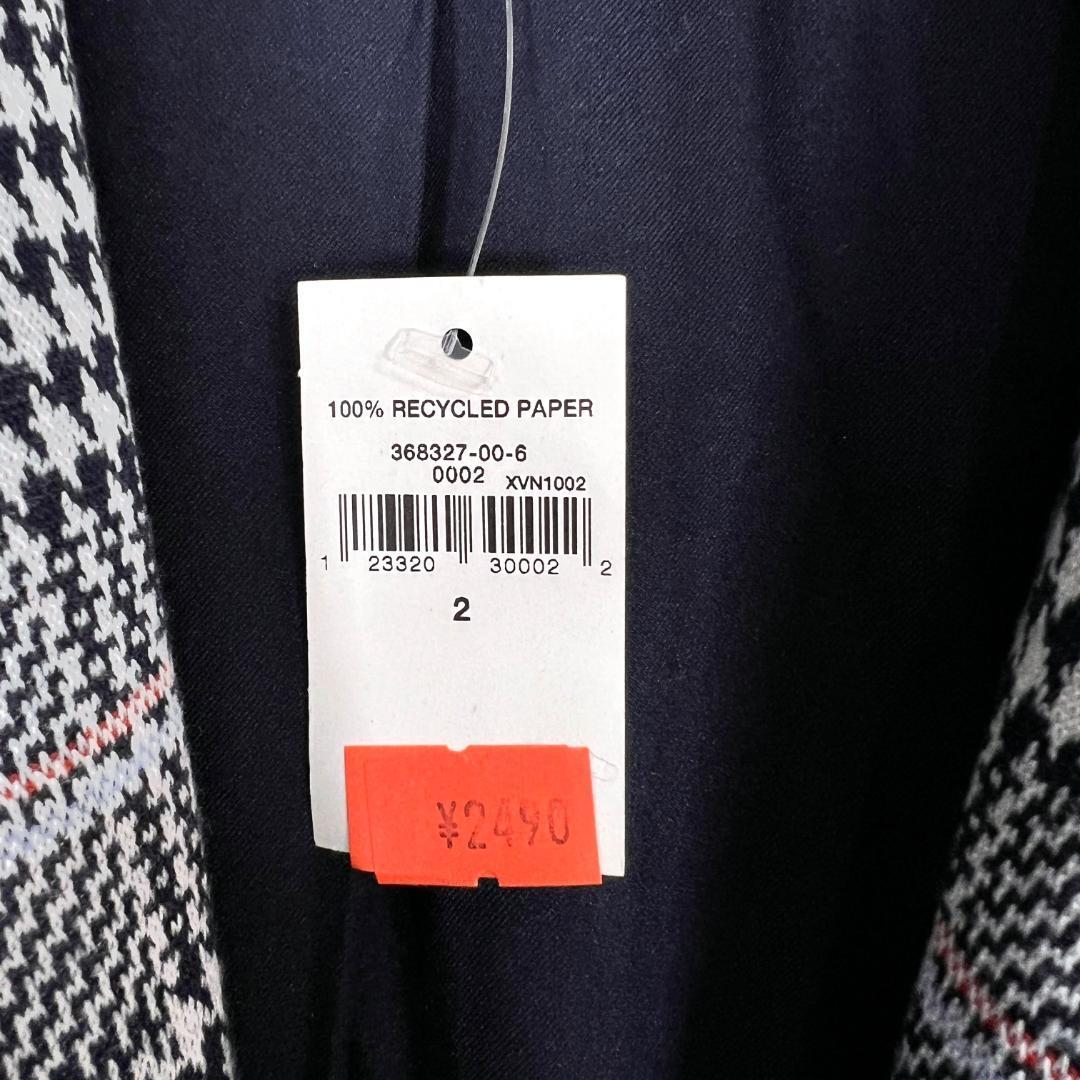 100% RECYCLED PAPER
368327-00-6
0002 XVN1002
1 23320 30002 2
2
¥2490